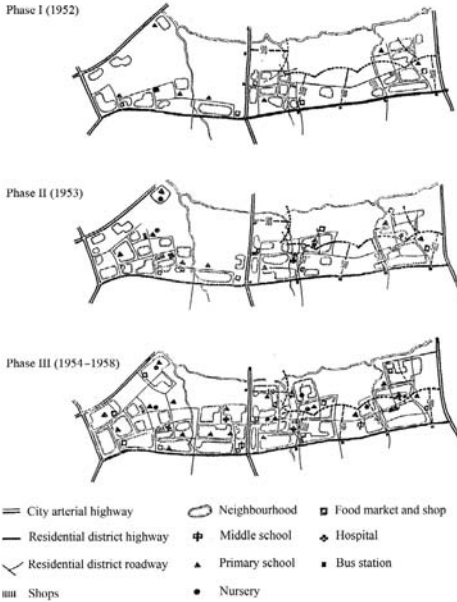 Phase I (1952)
Phase II (1953)
Phase III (1954–1958)
City arterial highway
Neighbourhood
Food market and shop
Residential district highway
Middle school
Hospital
Residential district roadway
Primary school
Bus station
Shops
Nursery